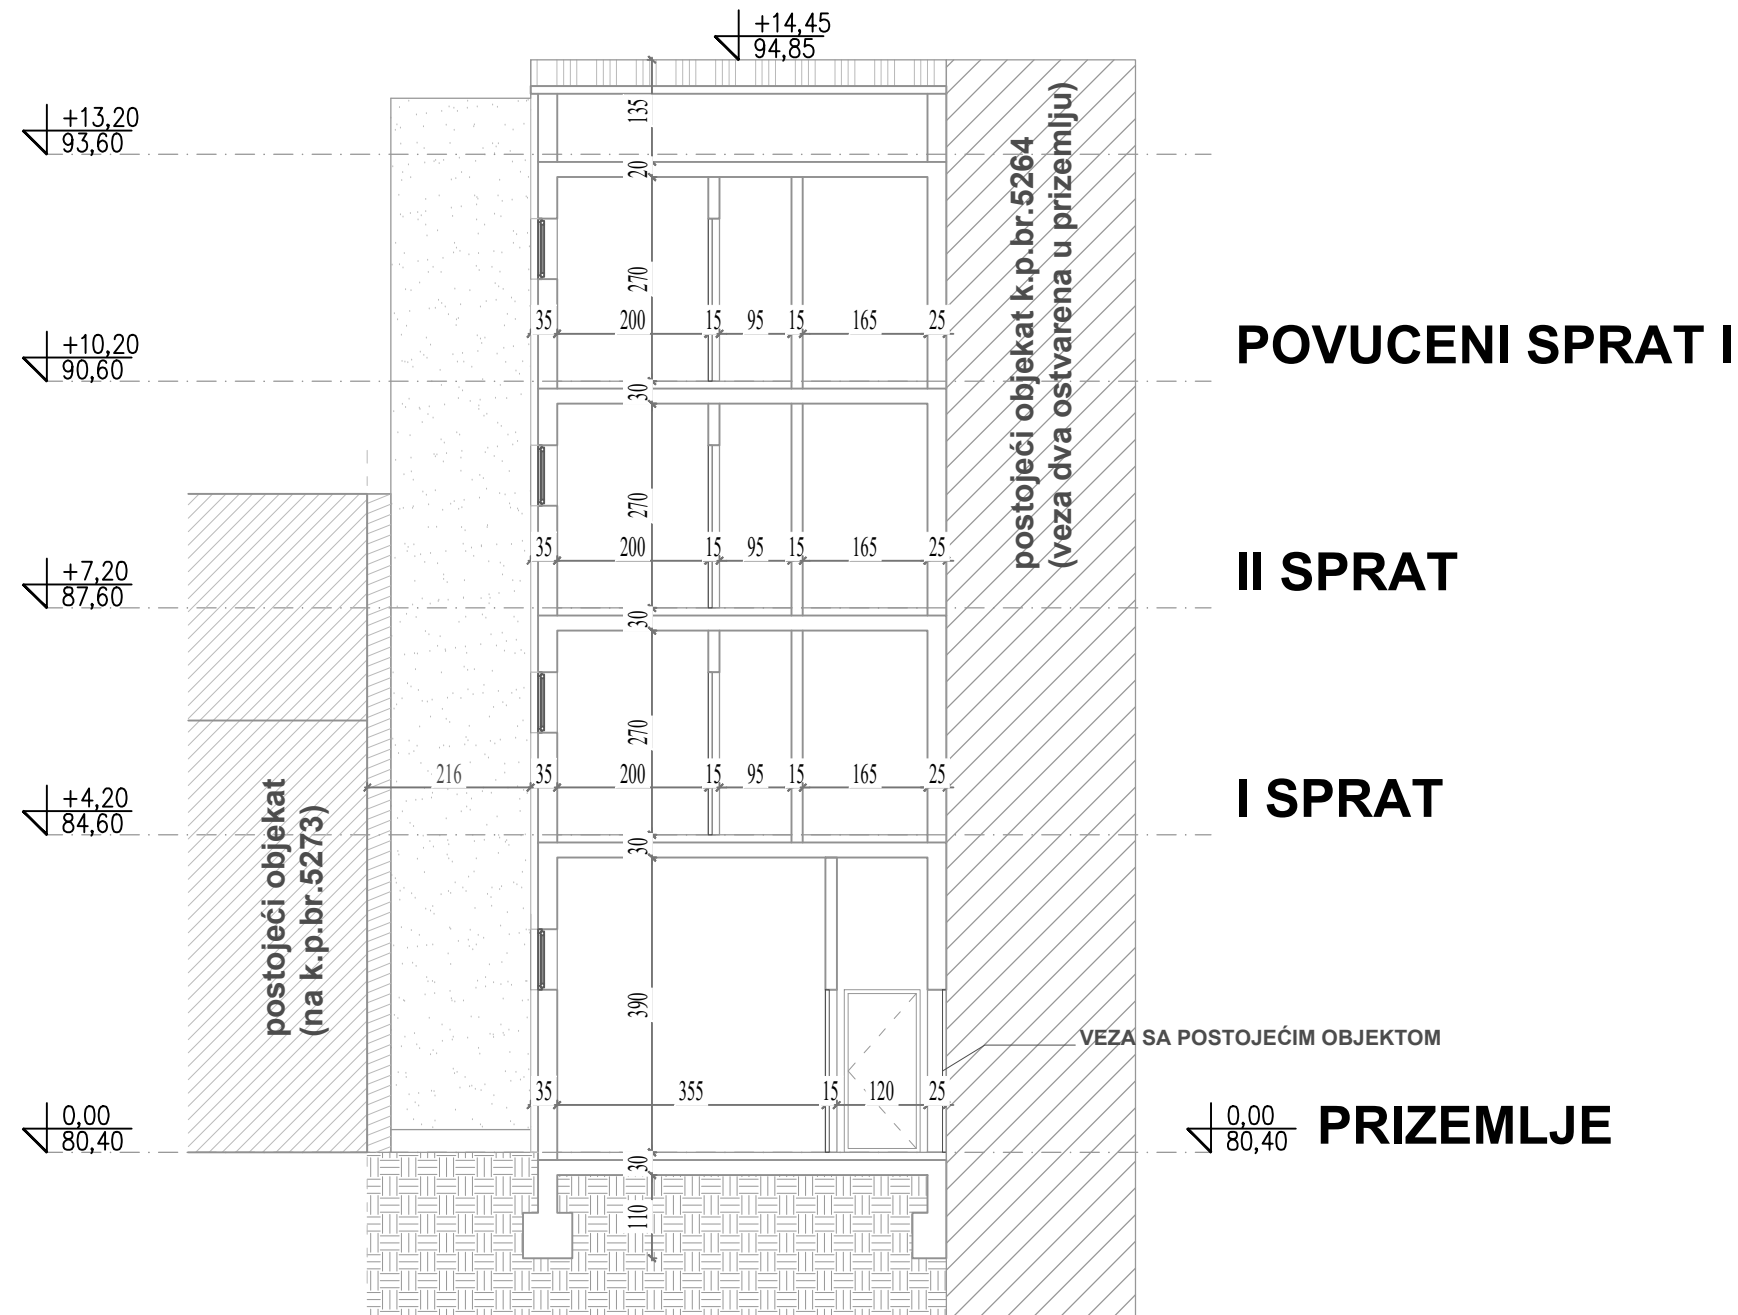 +14,45
94,85
+13,20
93,60
135
20
postojeći objekat k.p.br.5264
(veza dva ostvarena u prizemlju)
270
35 200 15 95 15 165 25
+10,20
90,60
POVUCENI SPRAT I
30
270
35 200 15 95 15 165 25
+7,20
87,60
II SPRAT
30
270
216 35 200 15 95 15 165 25
+4,20
84,60
I SPRAT
30
postojeći objekat
(na k.p.br.5273)
390
VEZA SA POSTOJEĆIM OBJEKTOM
35 355 15 120 25
0,00
80,40
0,00
80,40
PRIZEMLJE
30
110